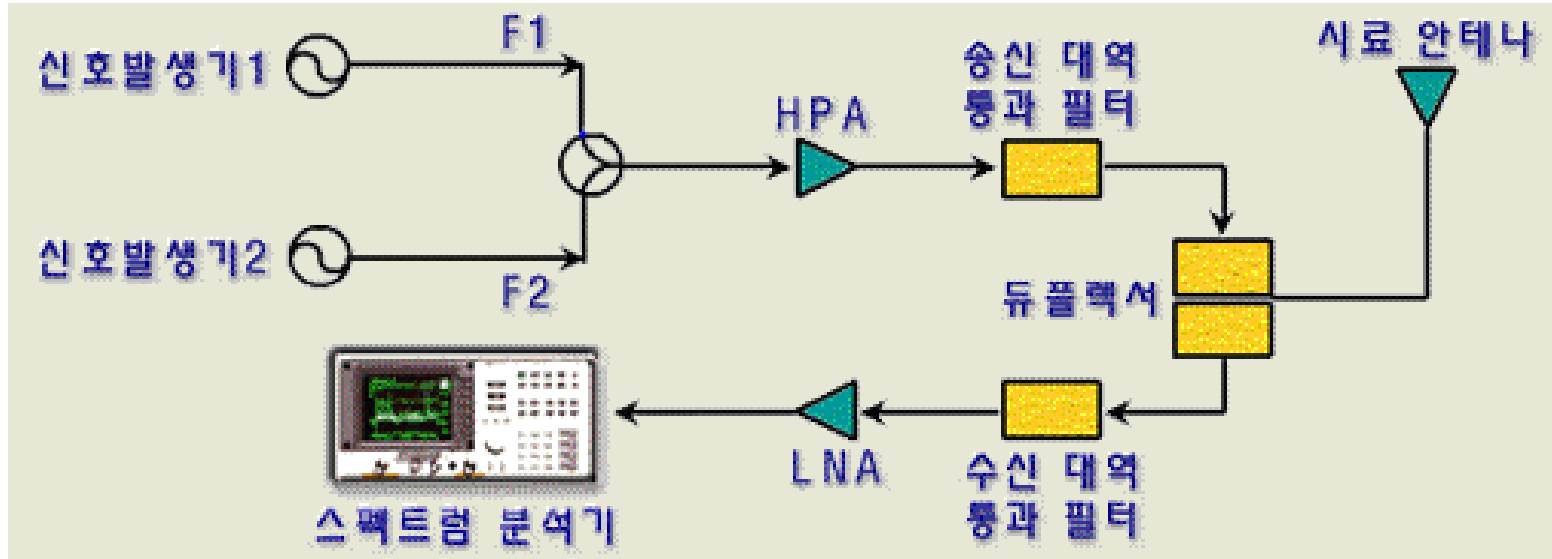 신호발생기1
F1
HPA
송신 대역
통과 필터
시료 안테나
신호발생기2
F2
듀플렉서
스펙트럼 분석기
LNA
수신 대역
통과 필터